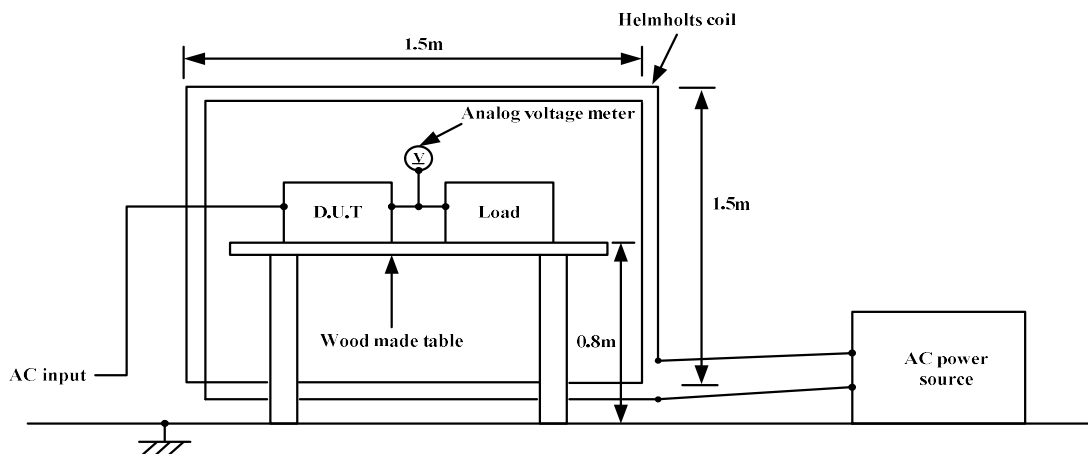 Helmholts coil
1.5m
Analog voltage meter
V
D.U.T
Load
1.5m
Wood made table
0.8m
AC input
AC power
source